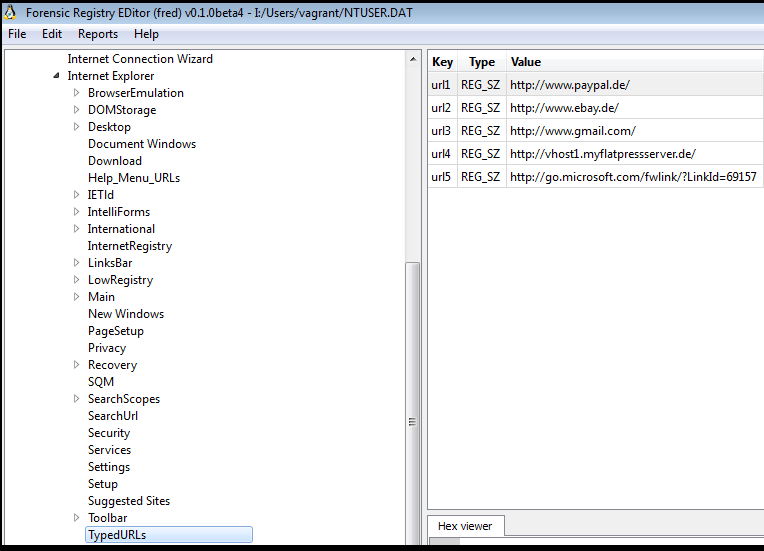 Forensic Registry EDitor (fred) v0.1.0beta4 - I:/Users/vagrant/NTUSER.DAT
File Edit Reports Help
Internet Connection Wizard
Internet Explorer
BrowserEmulation
DOMStorage
Desktop
Document Windows
Download
Help_Menu_URLs
IETld
IntelliForms
International
InternetRegistry
LinksBar
LowRegistry
Main
New Windows
PageSetup
Privacy
Recovery
SQM
SearchScopes
SearchUrl
Security
Services
Settings
Setup
Suggested Sites
Toolbar
TypedURLs
Key Type Value
url1 REG_SZ http://www.paypal.de/
url2 REG_SZ http://www.ebay.de/
url3 REG_SZ http://www.gmail.com/
url4 REG_SZ http://vhost1.myflatpressserver.de/
url5 REG_SZ http://go.microsoft.com/fwlink/?LinkId=69157
Hex viewer